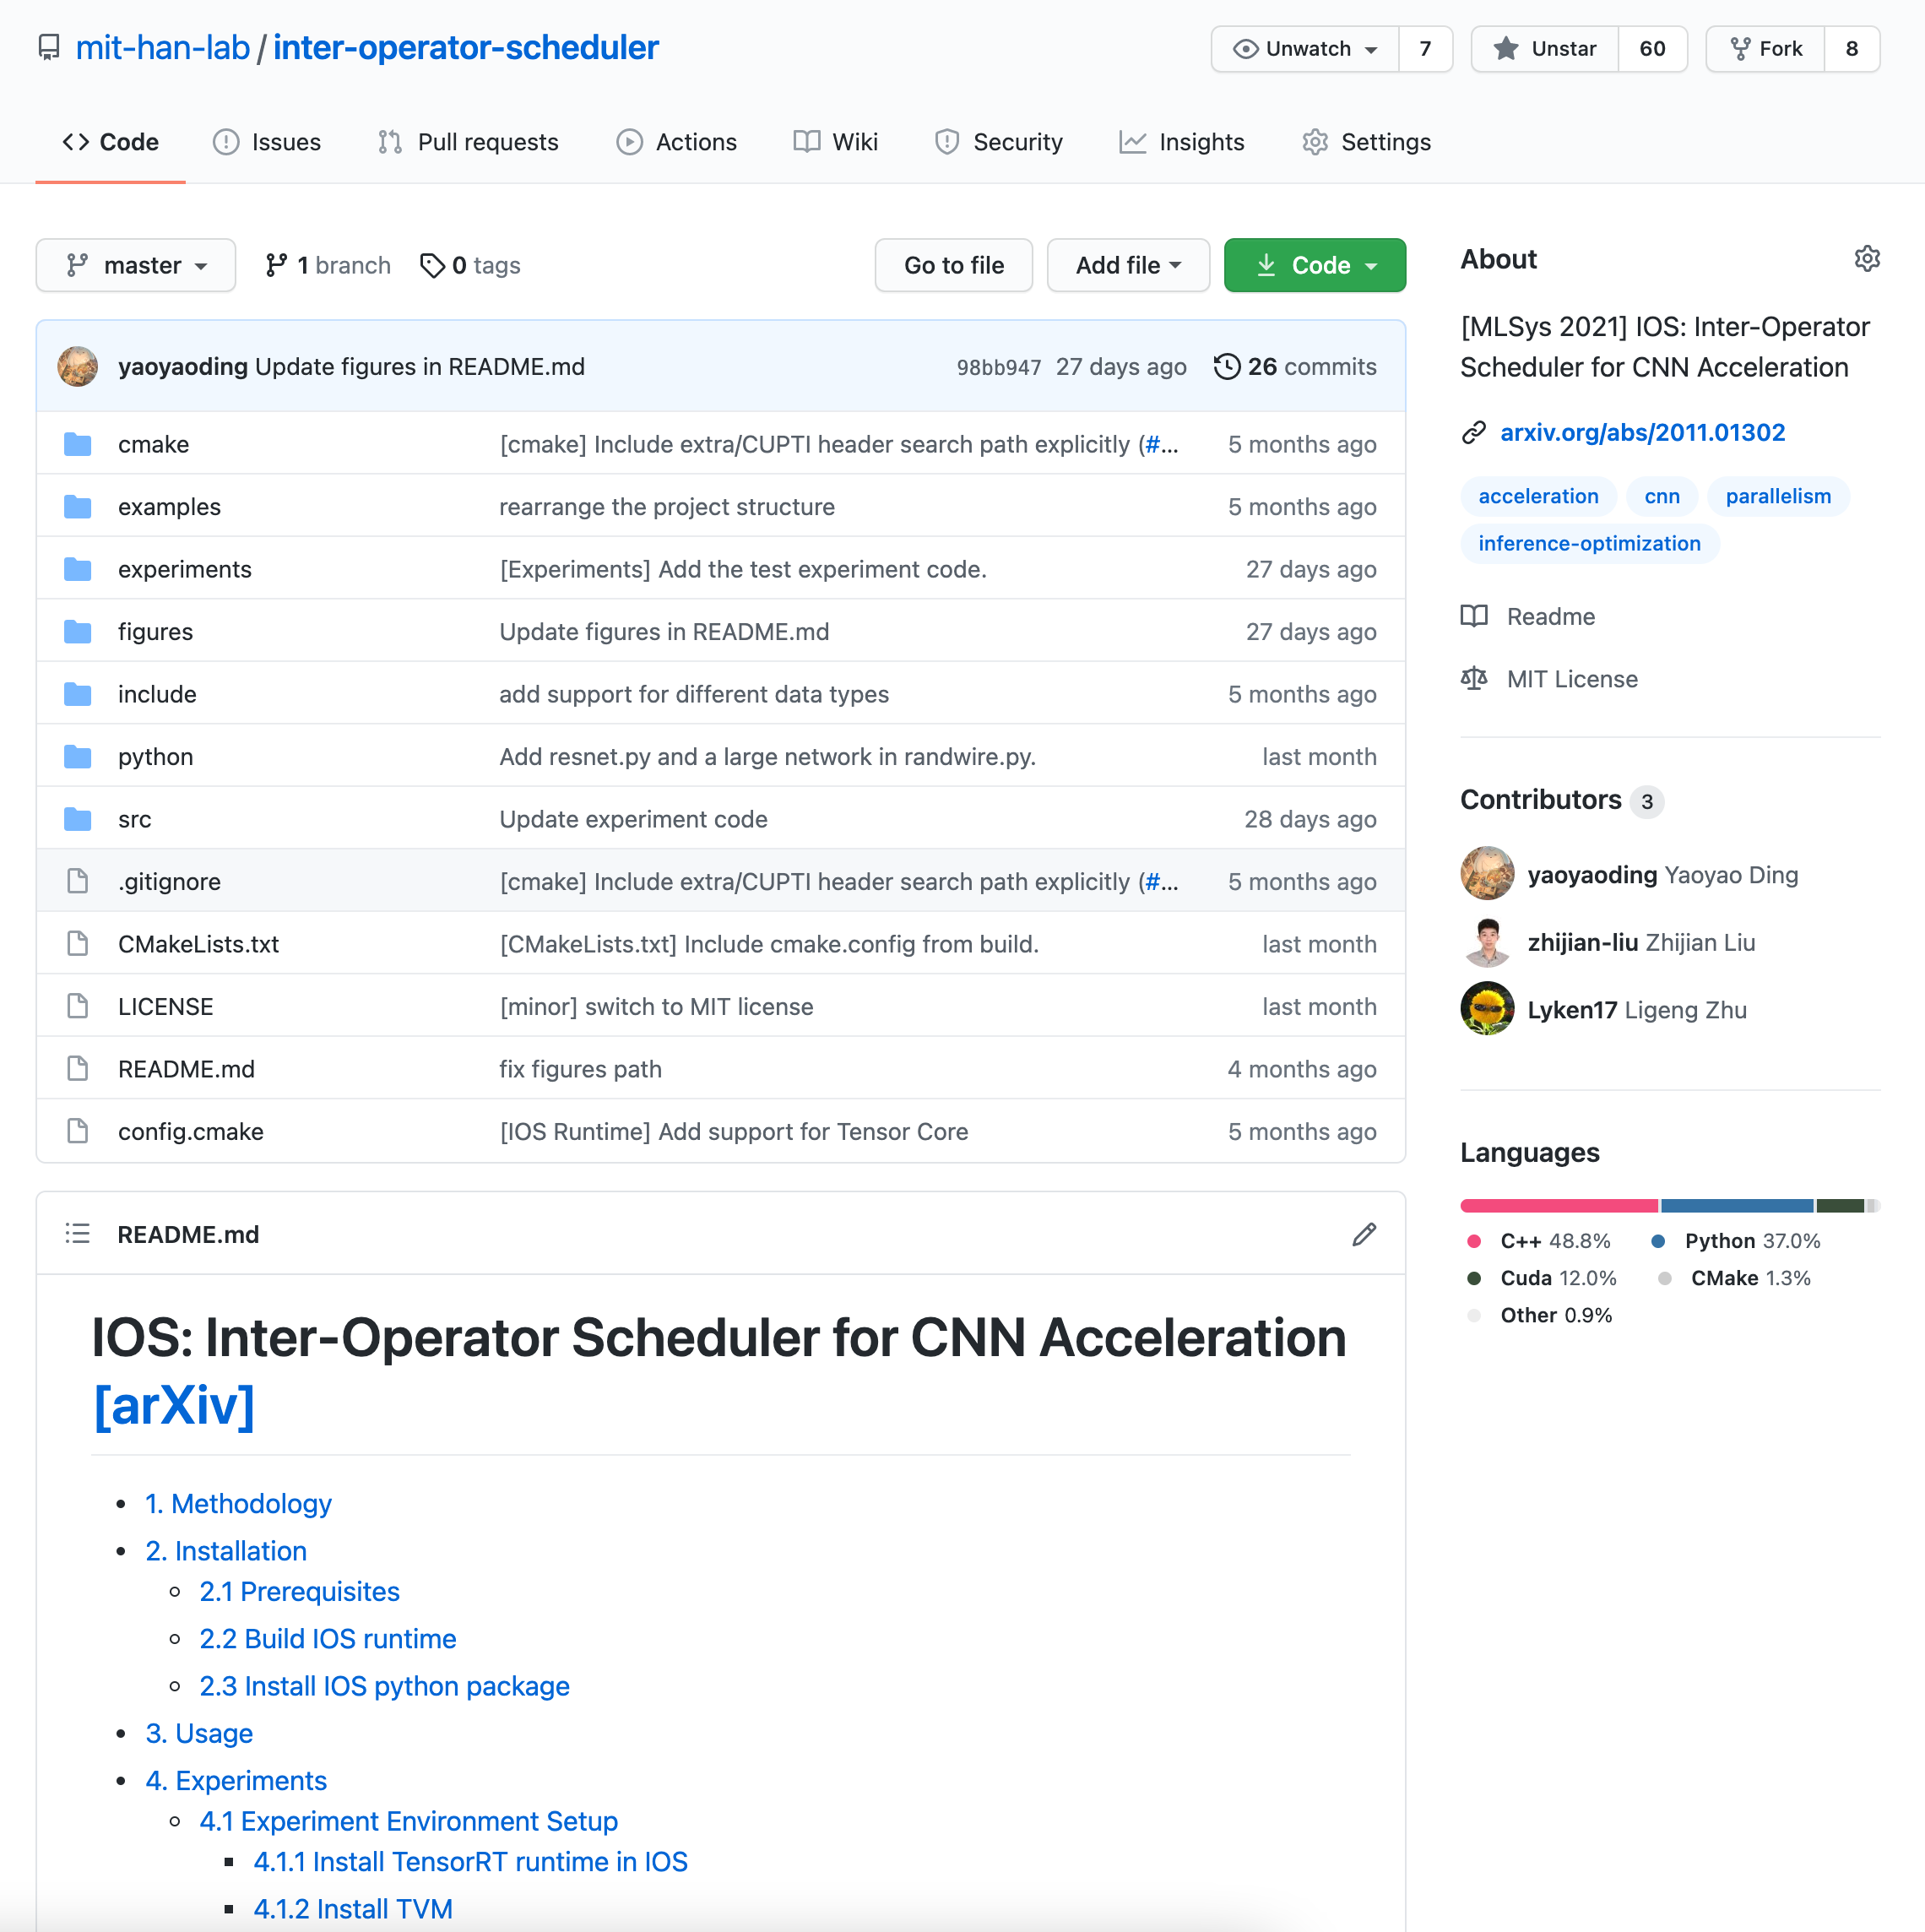 mit-han-lab / inter-operator-scheduler Unwatch 7 Unstar 60 Fork 8
Code Issues Pull requests Actions Wiki Security Insights Settings
master 1 branch 0 tags Go to file Add file Code
yaoyaoding Update figures in README.md 98bb947 27 days ago 26 commits
cmake [cmake] Include extra/CUPTI header search path explicitly (#... 5 months ago
examples rearrange the project structure 5 months ago
experiments [Experiments] Add the test experiment code. 27 days ago
figures Update figures in README.md 27 days ago
include add support for different data types 5 months ago
python Add resnet.py and a large network in randwire.py. last month
src Update experiment code 28 days ago
.gitignore [cmake] Include extra/CUPTI header search path explicitly (#... 5 months ago
CMakeLists.txt [CMakeLists.txt] Include cmake.config from build. last month
LICENSE [minor] switch to MIT license last month
README.md fix figures path 4 months ago
config.cmake [IOS Runtime] Add support for Tensor Core 5 months ago
README.md
IOS: Inter-Operator Scheduler for CNN Acceleration
[arXiv]
1. Methodology
2. Installation
2.1 Prerequisites
2.2 Build IOS runtime
2.3 Install IOS python package
3. Usage
4. Experiments
4.1 Experiment Environment Setup
4.1.1 Install TensorRT runtime in IOS
4.1.2 Install TVM
About
[MLSys 2021] IOS: Inter-Operator
Scheduler for CNN Acceleration
arxiv.org/abs/2011.01302
acceleration cnn parallelism
inference-optimization
Readme
MIT License
Contributors 3
yaoyaoding Yaoyao Ding
zhijian-liu Zhijian Liu
Lyken17 Ligeng Zhu
Languages
C++ 48.8% Python 37.0%
Cuda 12.0% CMake 1.3%
Other 0.9%